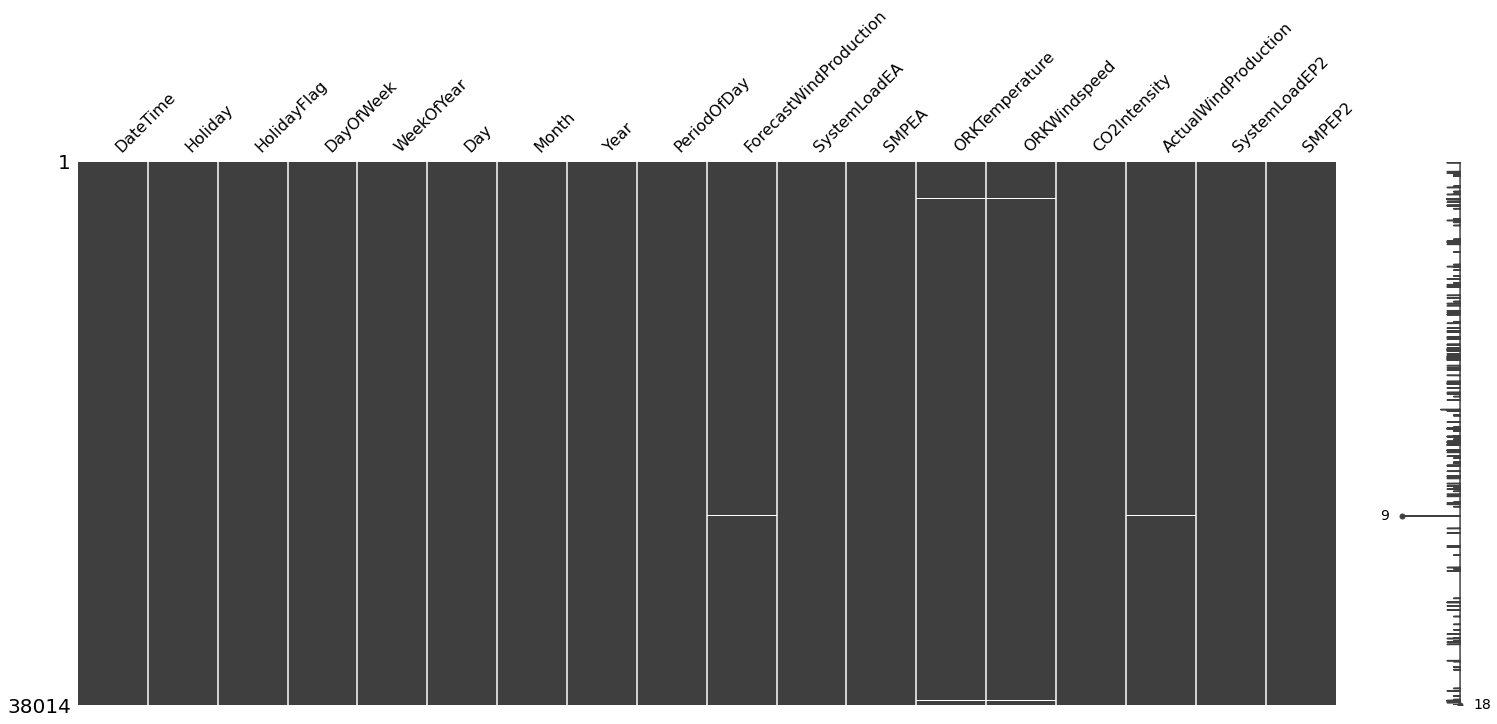 DateTime
Holiday
HolidayFlag
DayOfWeek
WeekOfYear
Day
Month
Year
PeriodOfDay
ForecastWindProduction
SystemLoadEA
SMPEA
ORKTemperature
ORKWindspeed
CO2Intensity
ActualWindProduction
SystemLoadEP2
SMPEP2
1
9
38014
18